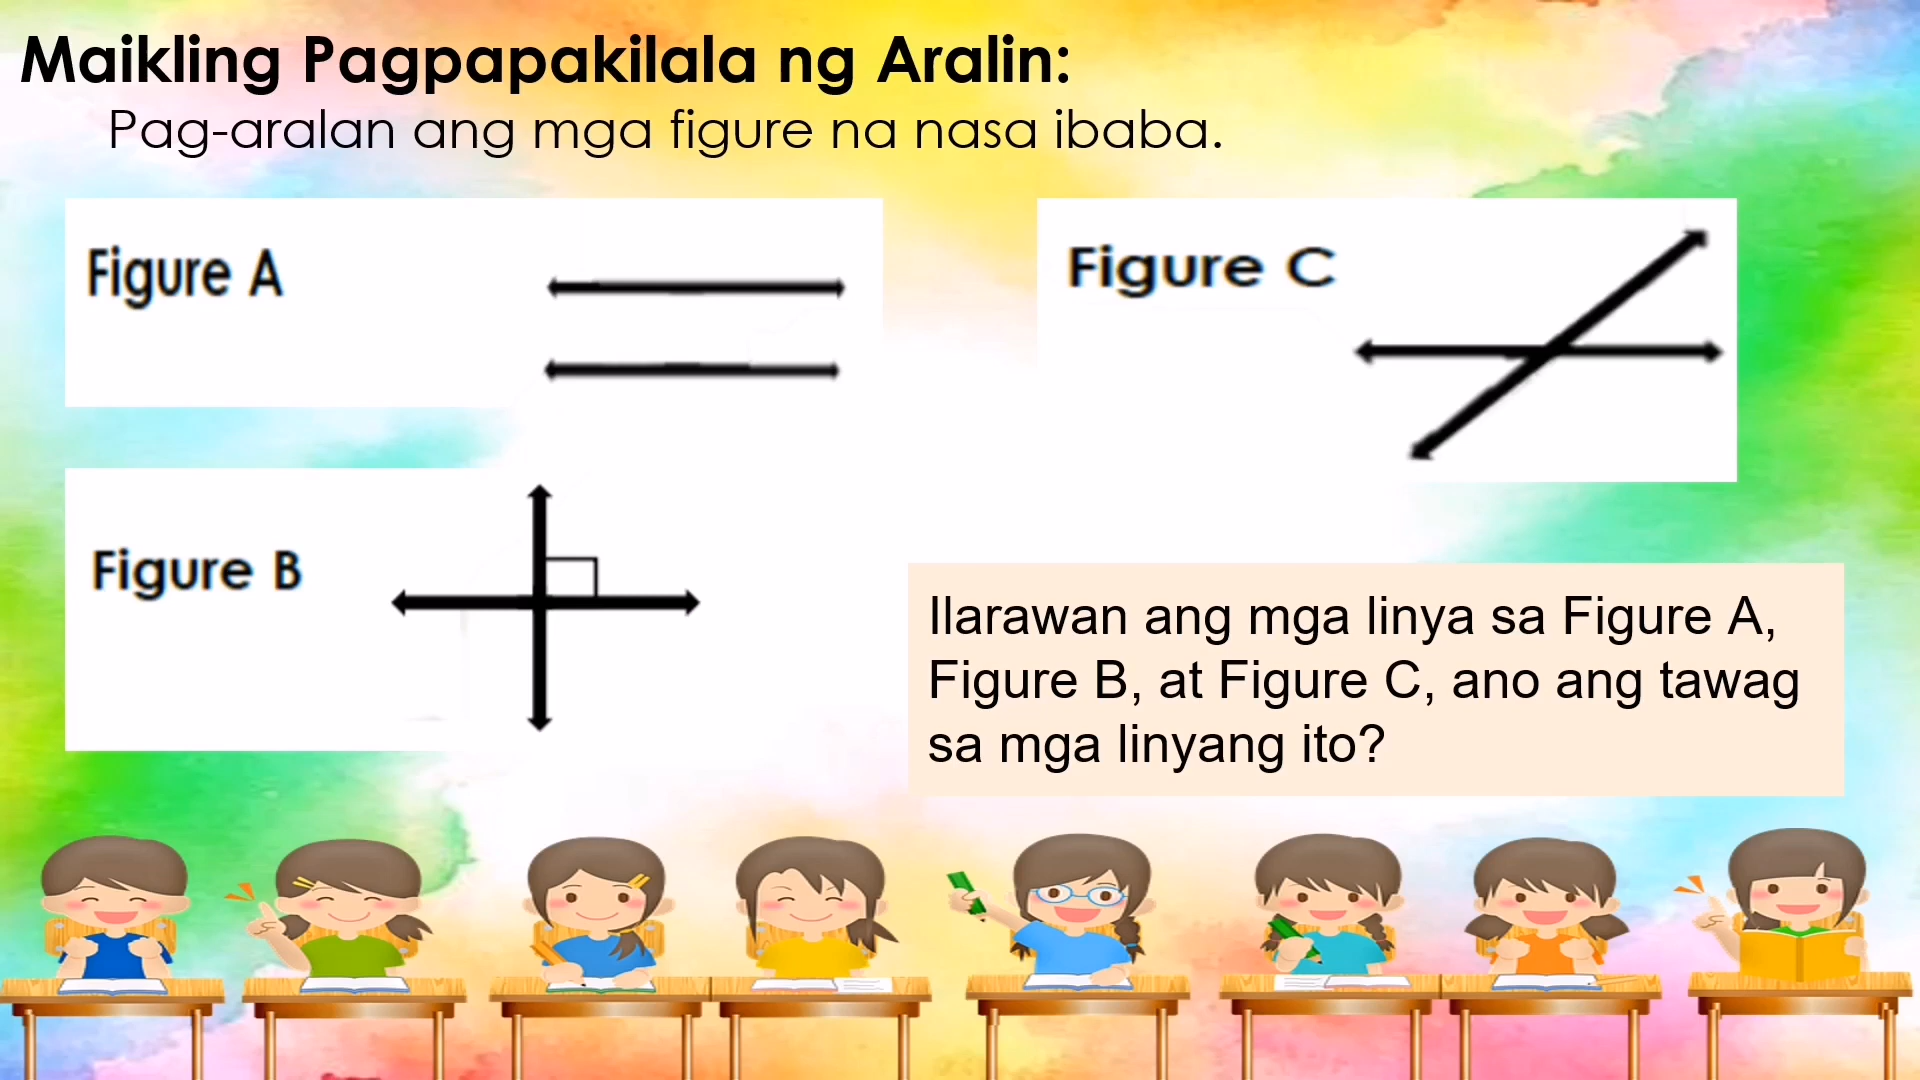 Maikling Pagpapakilala ng Aralin:
Pag-aralan ang mga figure na nasa ibaba.
Figure A
Figure C
Figure B
Ilarawan ang mga linya sa Figure A,
Figure B, at Figure C, ano ang tawag
sa mga linyang ito?